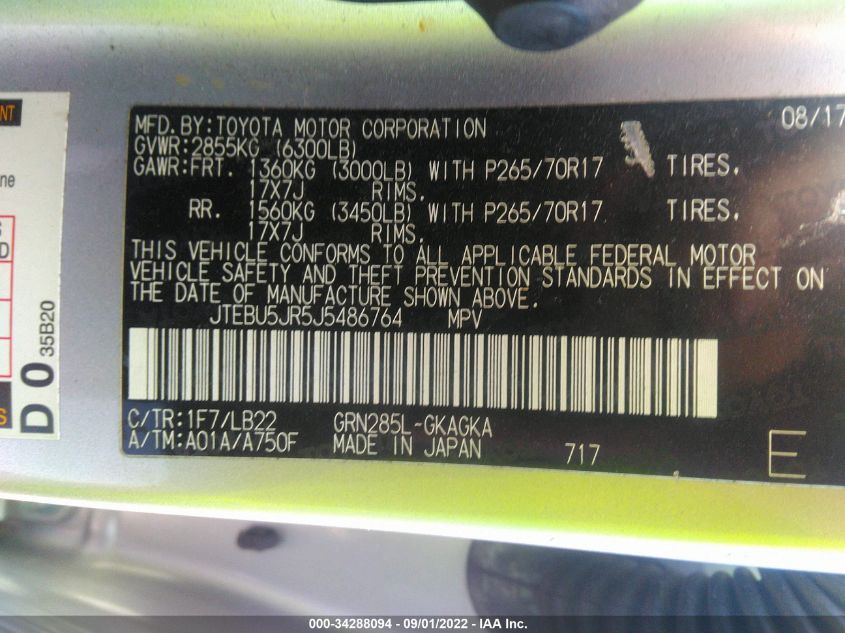 MFD.BY:TOYOTA MOTOR CORPORATION 08/17
GVWR:2855KG (6300LB)
GAWR:FRT. 1360KG (3000LB) WITH P265/70R17 TIRES,
17X7J RIMS,
RR. 1560KG (3450LB) WITH P265/70R17 TIRES,
17X7J RIMS,
THIS VEHICLE CONFORMS TO ALL APPLICABLE FEDERAL MOTOR
VEHICLE SAFETY AND THEFT PREVENTION STANDARDS IN EFFECT ON
THE DATE OF MANUFACTURE SHOWN ABOVE.
JTEBU5JR5J5486764 MPV
C/TR:1F7/LB22 GRN285L-GKAGKA
A/TM:A01A/A750F MADE IN JAPAN 717 E
D 0 35B20
000-34288094 - 09/01/2022 - IAA Inc.